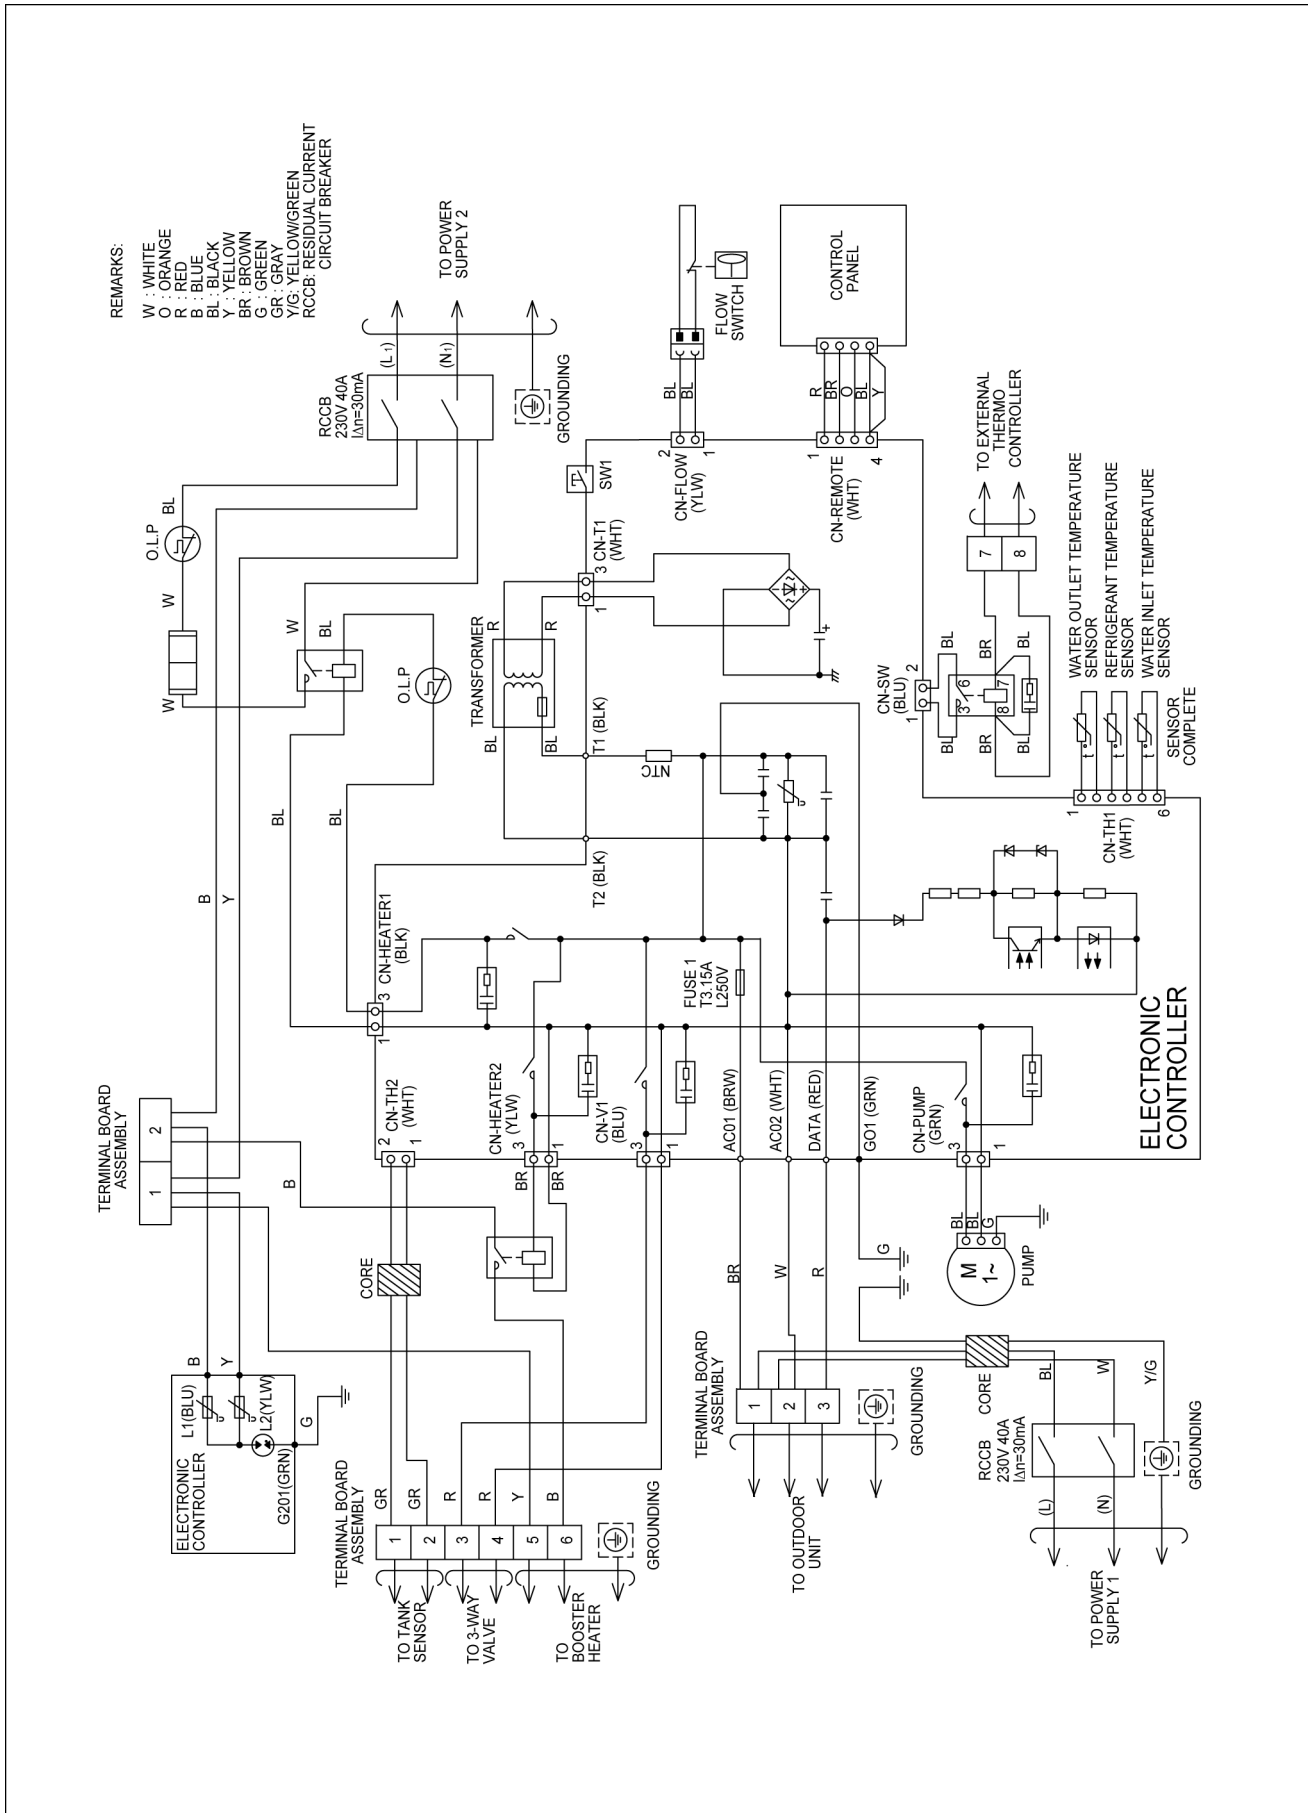 REMARKS:
W : WHITE
O : ORANGE
R : RED
B : BLUE
BL : BLACK
Y : YELLOW
BR : BROWN
G : GREEN
GR : GRAY
Y/G: YELLOW/GREEN
RCCB: RESIDUAL CURRENT
CIRCUIT BREAKER
ELECTRONIC
CONTROLLER
L1(BLU)
L2(YLW)
G201(GRN)
B
Y
G
TERMINAL BOARD
ASSEMBLY
1
2
B
Y
B
W
O.L.P
BL
W
W
BL
O.L.P
BL
BL
RCCB
230V 40A
I∆n=30mA
(L1)
(N1)
TO POWER
SUPPLY 2
GROUNDING
TERMINAL BOARD
ASSEMBLY
GR
GR
R
R
Y
B
1
2
3
4
5
6
TO TANK
SENSOR
TO 3-WAY
VALVE
TO
BOOSTER
HEATER
GROUNDING
CORE
CN-TH2
(WHT)
2
1
CN-HEATER1
(BLK)
1
3
CN-HEATER2
(YLW)
3
1
BR
BR
CN-V1
(BLU)
3
1
TRANSFORMER
R
R
BL
BL
T1 (BLK)
T2 (BLK)
CN-T1
(WHT)
3
1
SW1
NTC
CN-FLOW
(YLW)
2
1
BL
BL
FLOW
SWITCH
FUSE 1
T3.15A
L250V
AC01 (BRW)
AC02 (WHT)
DATA (RED)
GO1 (GRN)
BR
W
R
G
TERMINAL BOARD
ASSEMBLY
1
2
3
TO OUTDOOR
UNIT
GROUNDING
CN-REMOTE
(WHT)
1
4
R
BR
O
BL
Y
CONTROL
PANEL
CN-SW
(BLU)
1
2
BL
BL
BR
BR
BL
BL
3
6
8
7
7
8
TO EXTERNAL
THERMO
CONTROLLER
CN-PUMP
(GRN)
3
1
BL
BL
G
M
1~
PUMP
CORE
BL
W
Y/G
RCCB
230V 40A
I∆n=30mA
(L)
(N)
TO POWER
SUPPLY 1
GROUNDING
CN-TH1
(WHT)
1
6
t°
t°
t°
WATER OUTLET TEMPERATURE
SENSOR
REFRIGERANT TEMPERATURE
SENSOR
WATER INLET TEMPERATURE
SENSOR
SENSOR
COMPLETE
ELECTRONIC
CONTROLLER